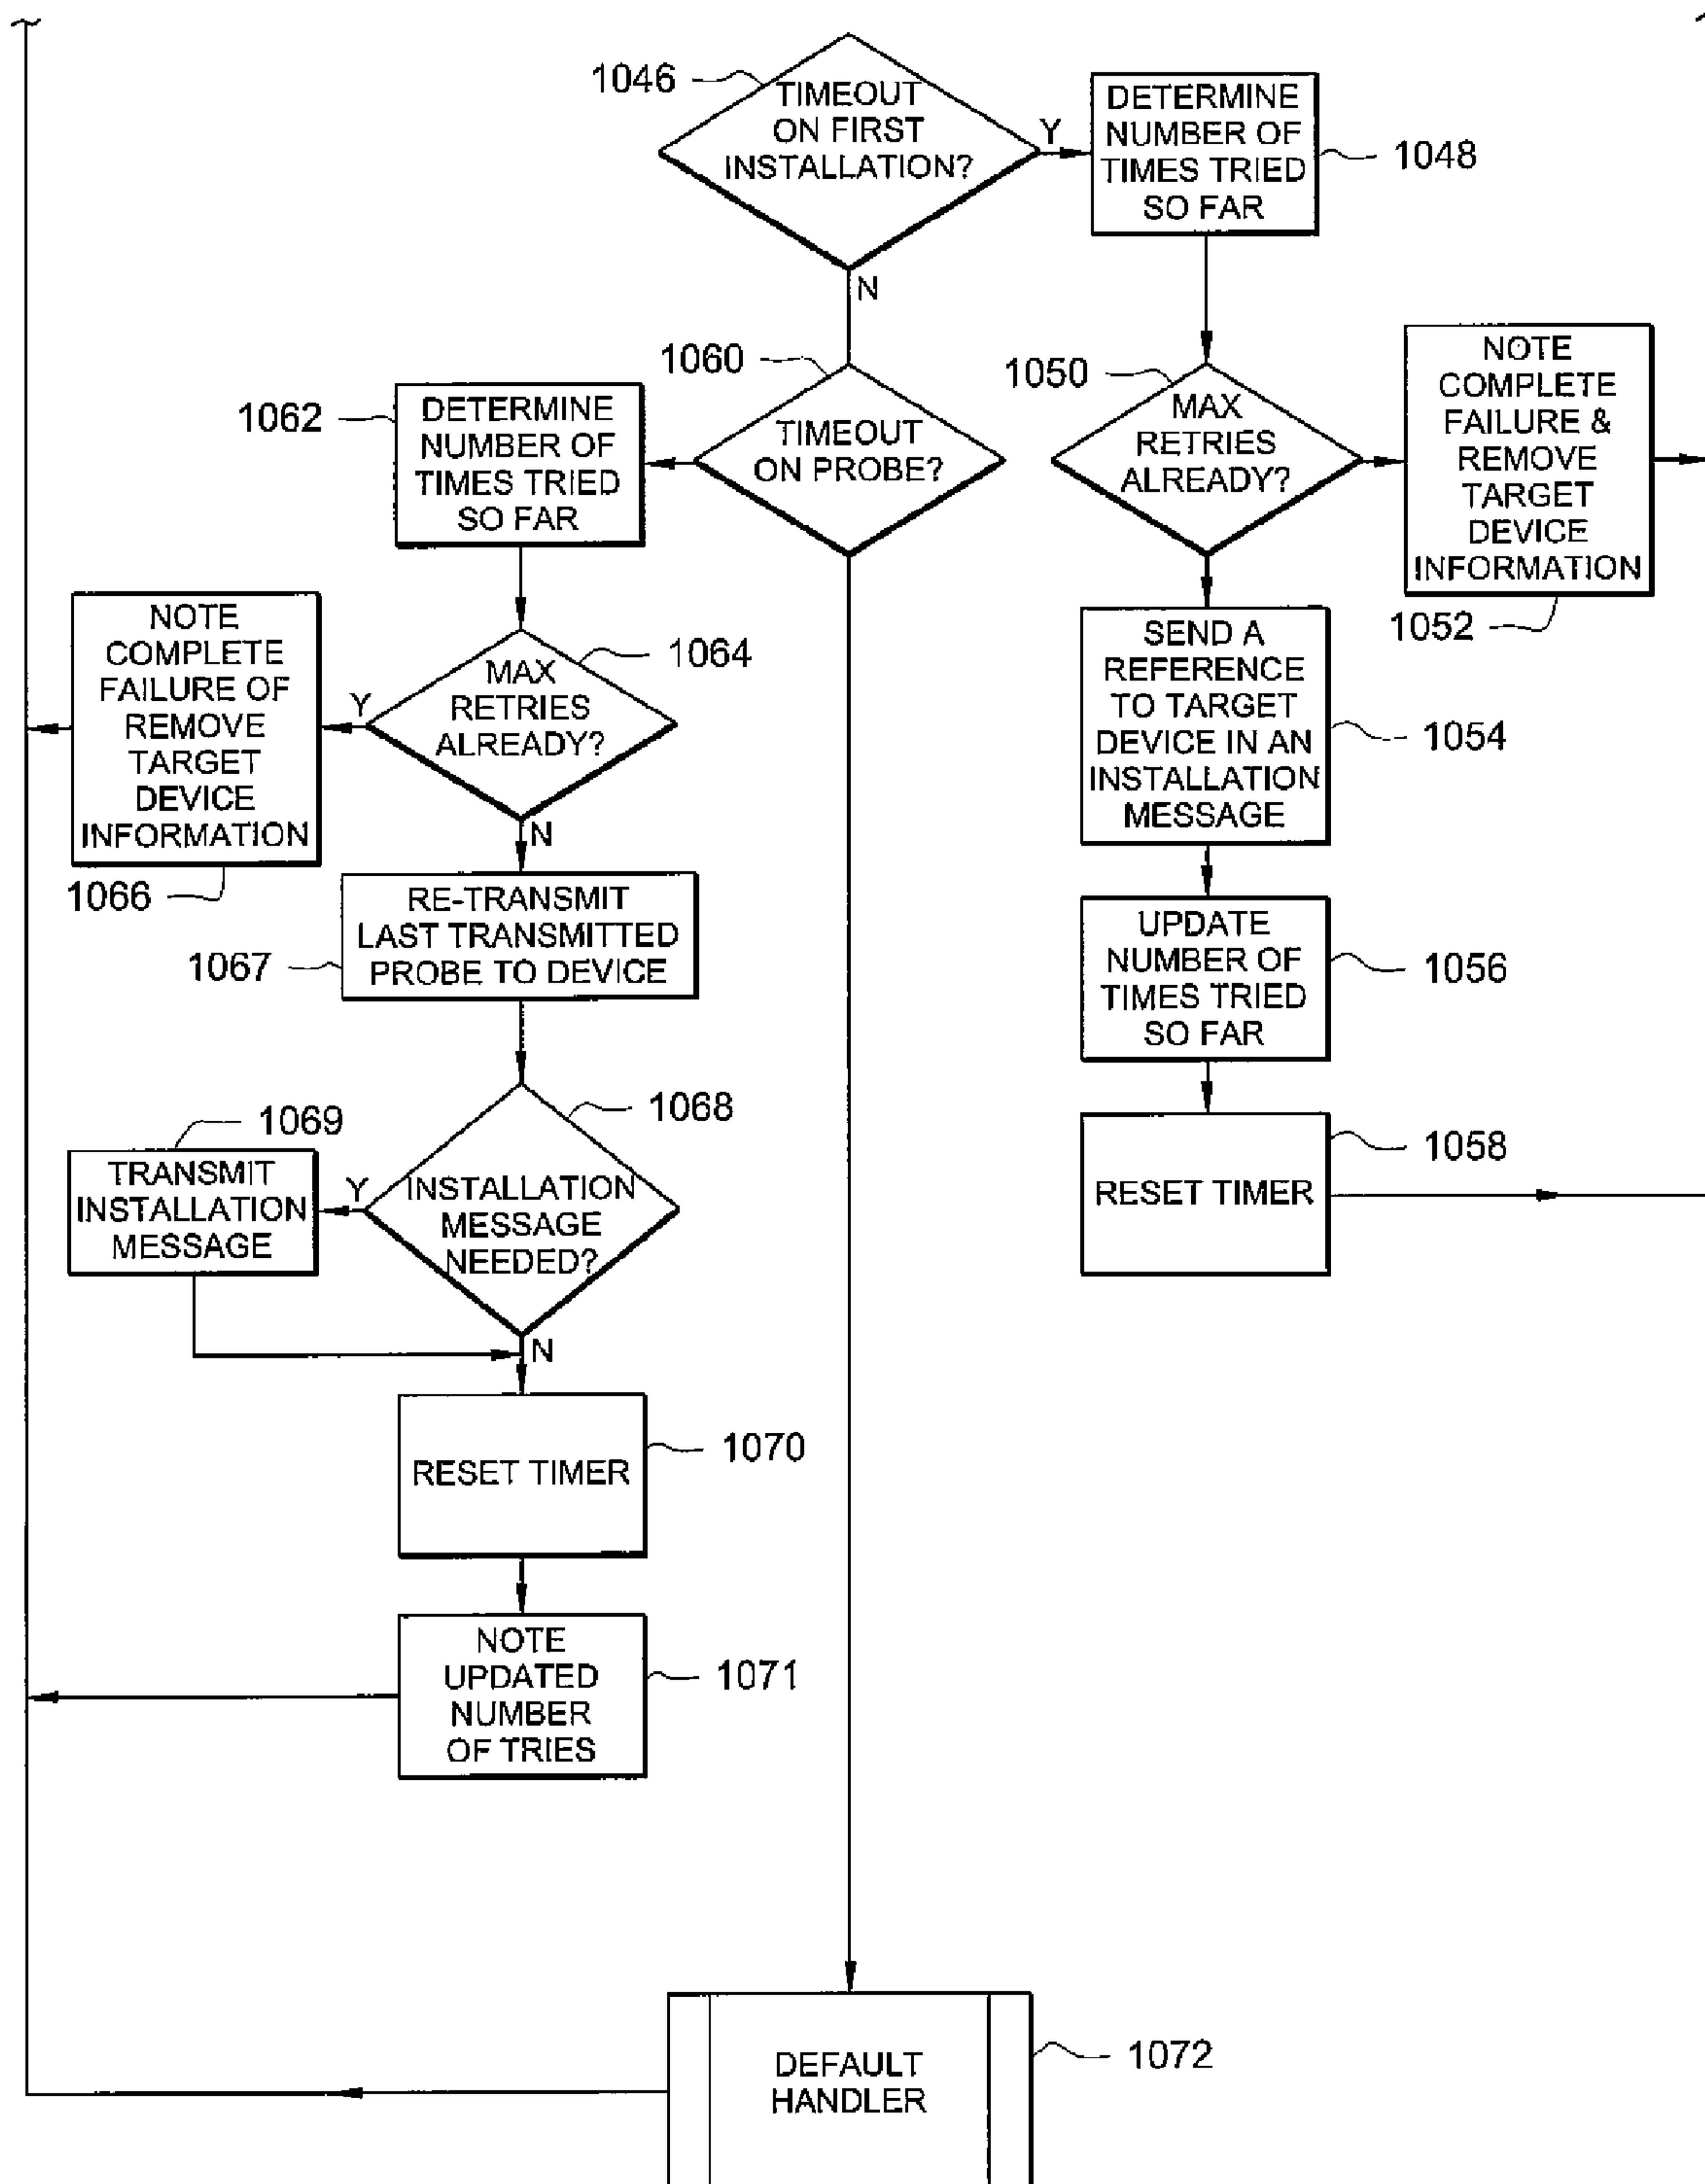 1046
TIMEOUT
ON FIRST
INSTALLATION?
Y
N
DETERMINE
NUMBER OF
TIMES TRIED
SO FAR
1048
1050
MAX
RETRIES
ALREADY?
NOTE
COMPLETE
FAILURE &
REMOVE
TARGET
DEVICE
INFORMATION
1052
SEND A
REFERENCE
TO TARGET
DEVICE IN AN
INSTALLATION
MESSAGE
1054
UPDATE
NUMBER OF
TIMES TRIED
SO FAR
1056
RESET TIMER
1058
1060
TIMEOUT
ON PROBE?
1062
DETERMINE
NUMBER OF
TIMES TRIED
SO FAR
1064
MAX
RETRIES
ALREADY?
Y
N
NOTE
COMPLETE
FAILURE OF
REMOVE
TARGET
DEVICE
INFORMATION
1066
RE-TRANSMIT
LAST TRANSMITTED
PROBE TO DEVICE
1067
1068
INSTALLATION
MESSAGE
NEEDED?
Y
N
1069
TRANSMIT
INSTALLATION
MESSAGE
RESET TIMER
1070
NOTE
UPDATED
NUMBER
OF TRIES
1071
DEFAULT
HANDLER
1072